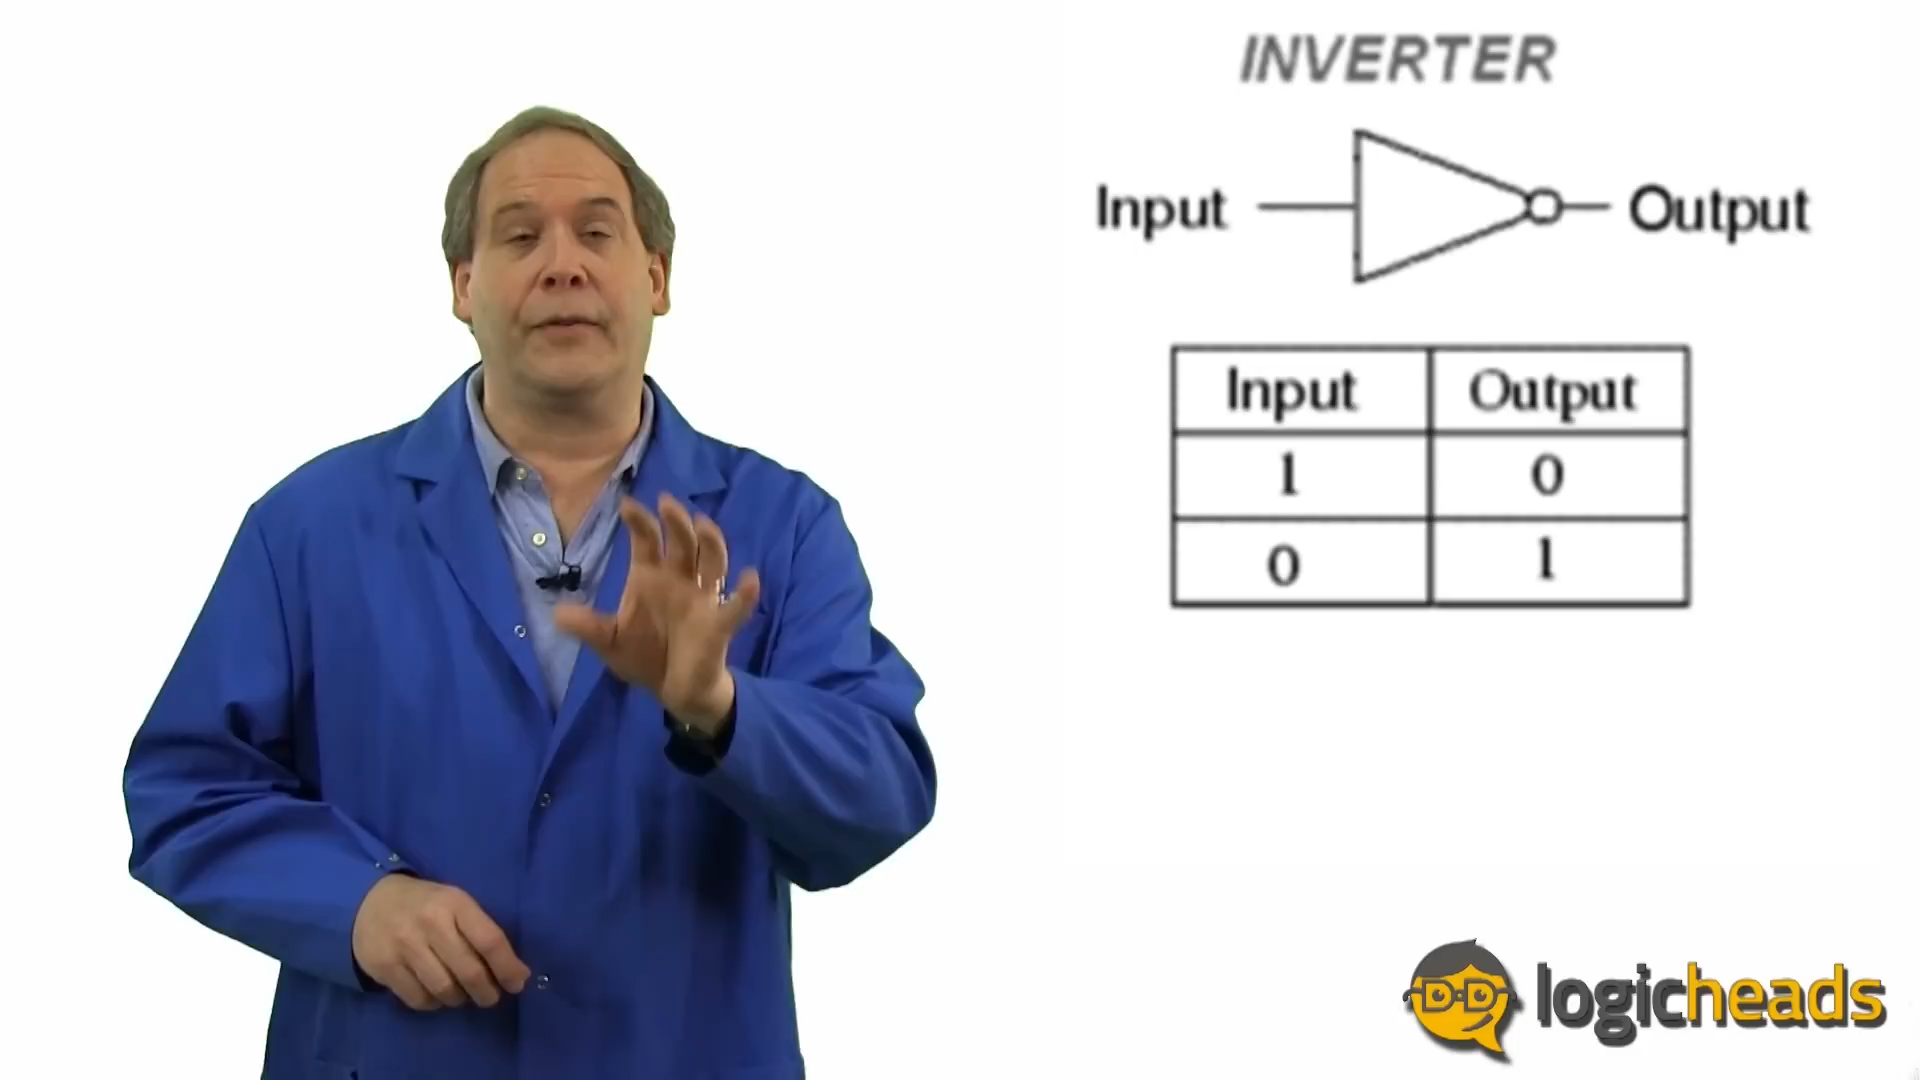 INVERTER
Input Output
Input Output
1 0
0 1
logicheads